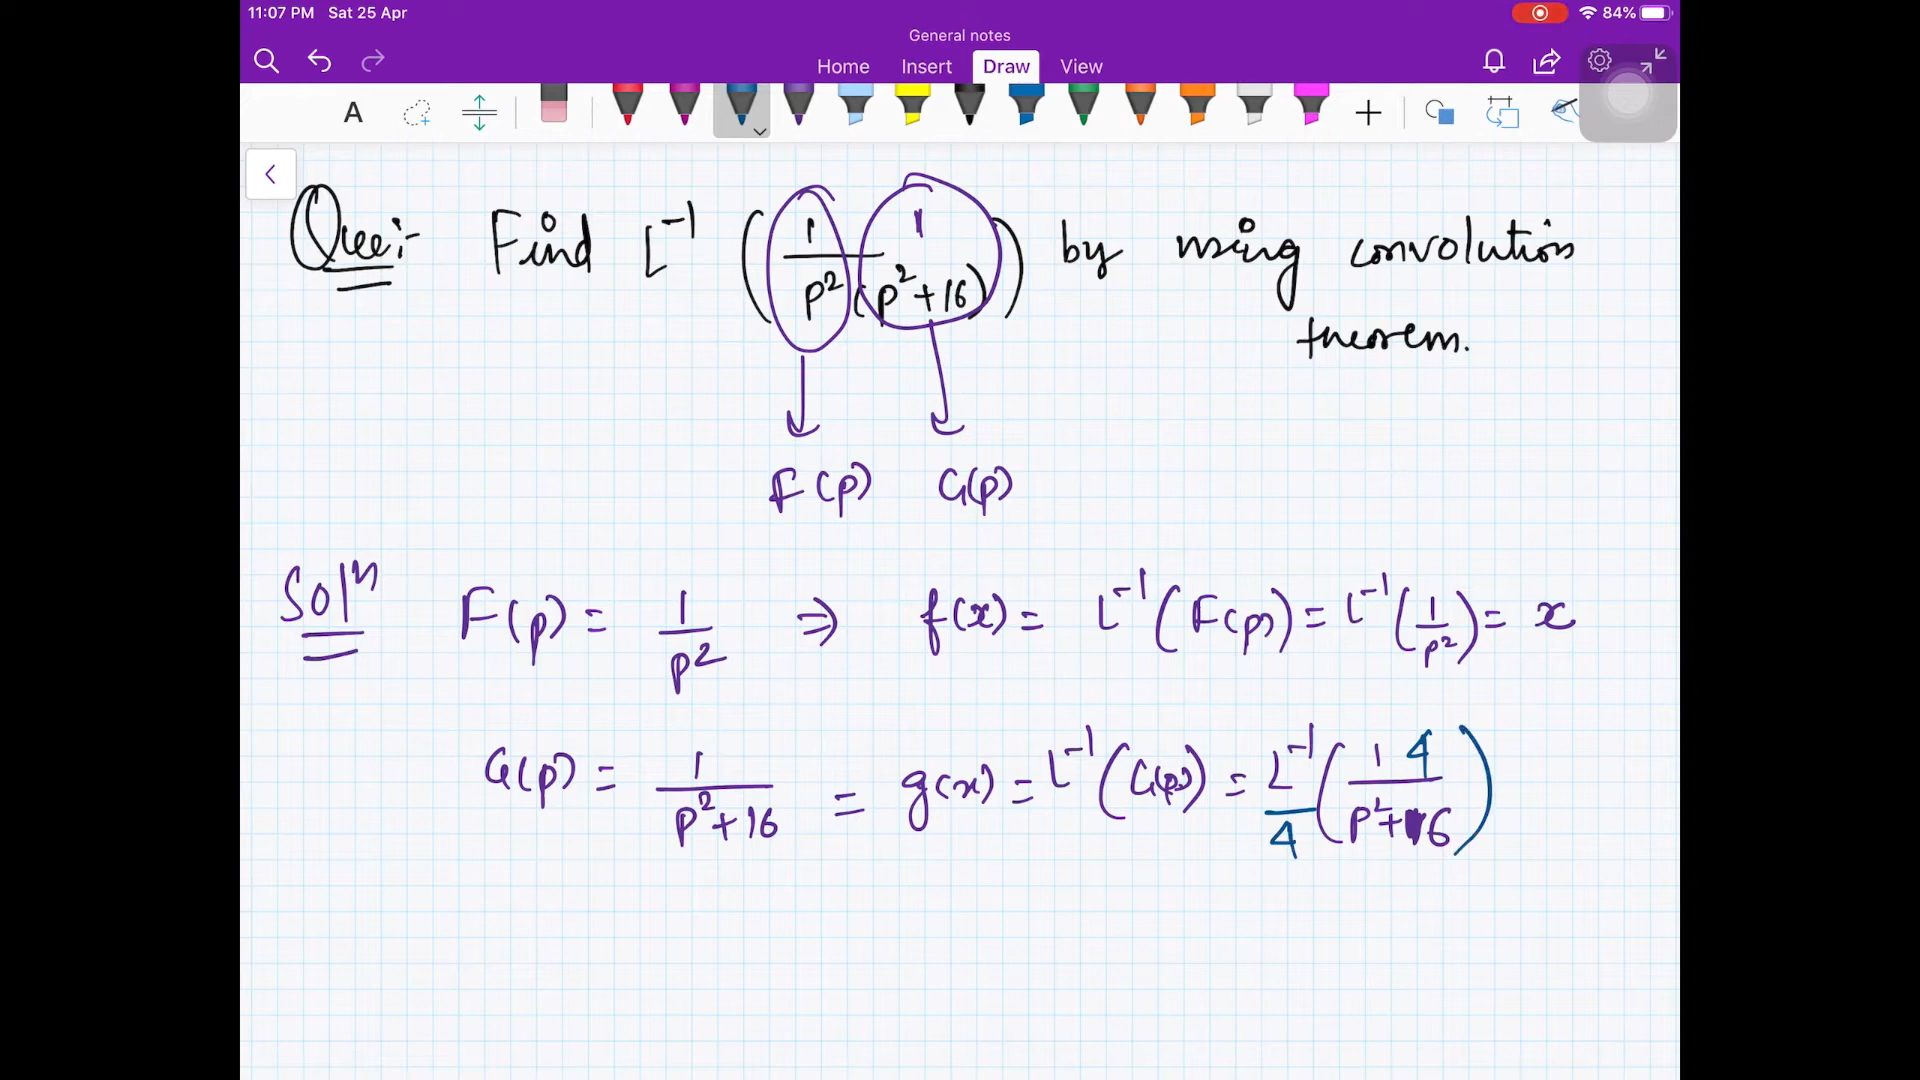 11:07 PM Sat 25 Apr 84%
General notes
Home Insert Draw View
A
Que:- Find L⁻¹ (1/p² 1/(p²+16)) by using convolution
theorem.
F(p) G(p)
Solⁿ F(p) = 1/p² ⇒ f(x) = L⁻¹(F(p)) = L⁻¹(1/p²) = x
G(p) = 1/(p²+16) = g(x) = L⁻¹(G(p)) = L⁻¹/4 (1 4/(p²+16))